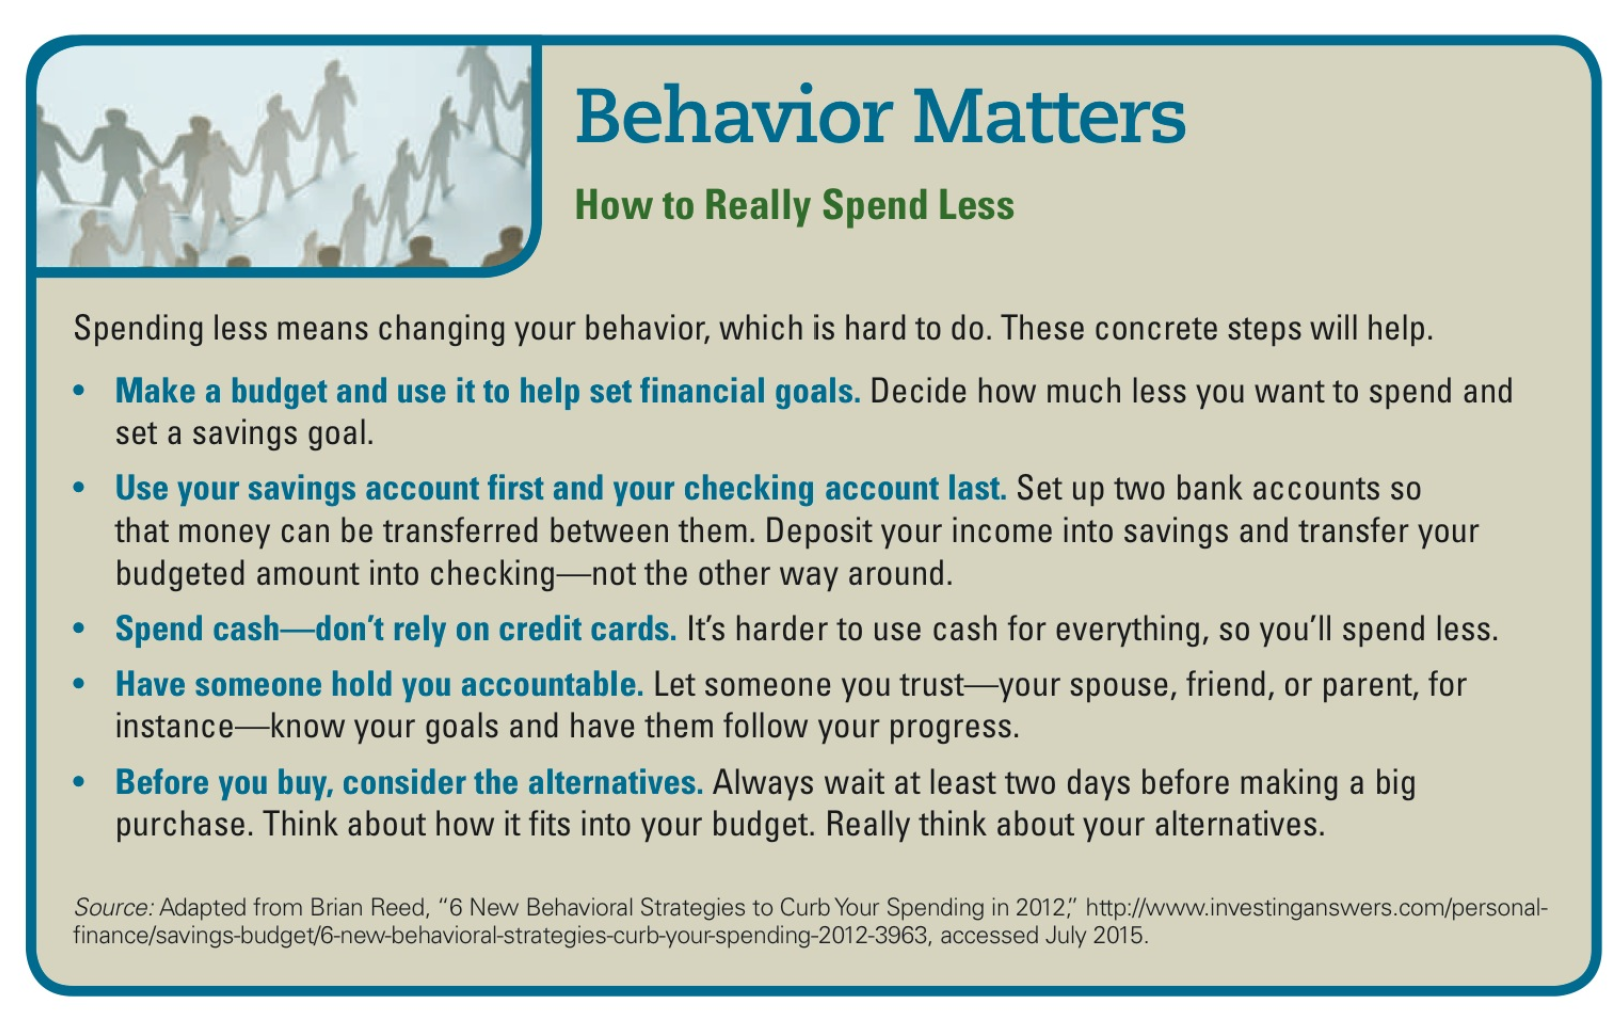 Behavior Matters
How to Really Spend Less
Spending less means changing your behavior, which is hard to do. These concrete steps will help.
• Make a budget and use it to help set financial goals. Decide how much less you want to spend and
set a savings goal.
• Use your savings account first and your checking account last. Set up two bank accounts so
that money can be transferred between them. Deposit your income into savings and transfer your
budgeted amount into checking—not the other way around.
• Spend cash—don’t rely on credit cards. It’s harder to use cash for everything, so you’ll spend less.
• Have someone hold you accountable. Let someone you trust—your spouse, friend, or parent, for
instance—know your goals and have them follow your progress.
• Before you buy, consider the alternatives. Always wait at least two days before making a big
purchase. Think about how it fits into your budget. Really think about your alternatives.
Source: Adapted from Brian Reed, “6 New Behavioral Strategies to Curb Your Spending in 2012,” http://www.investinganswers.com/personal-
finance/savings-budget/6-new-behavioral-strategies-curb-your-spending-2012-3963, accessed July 2015.